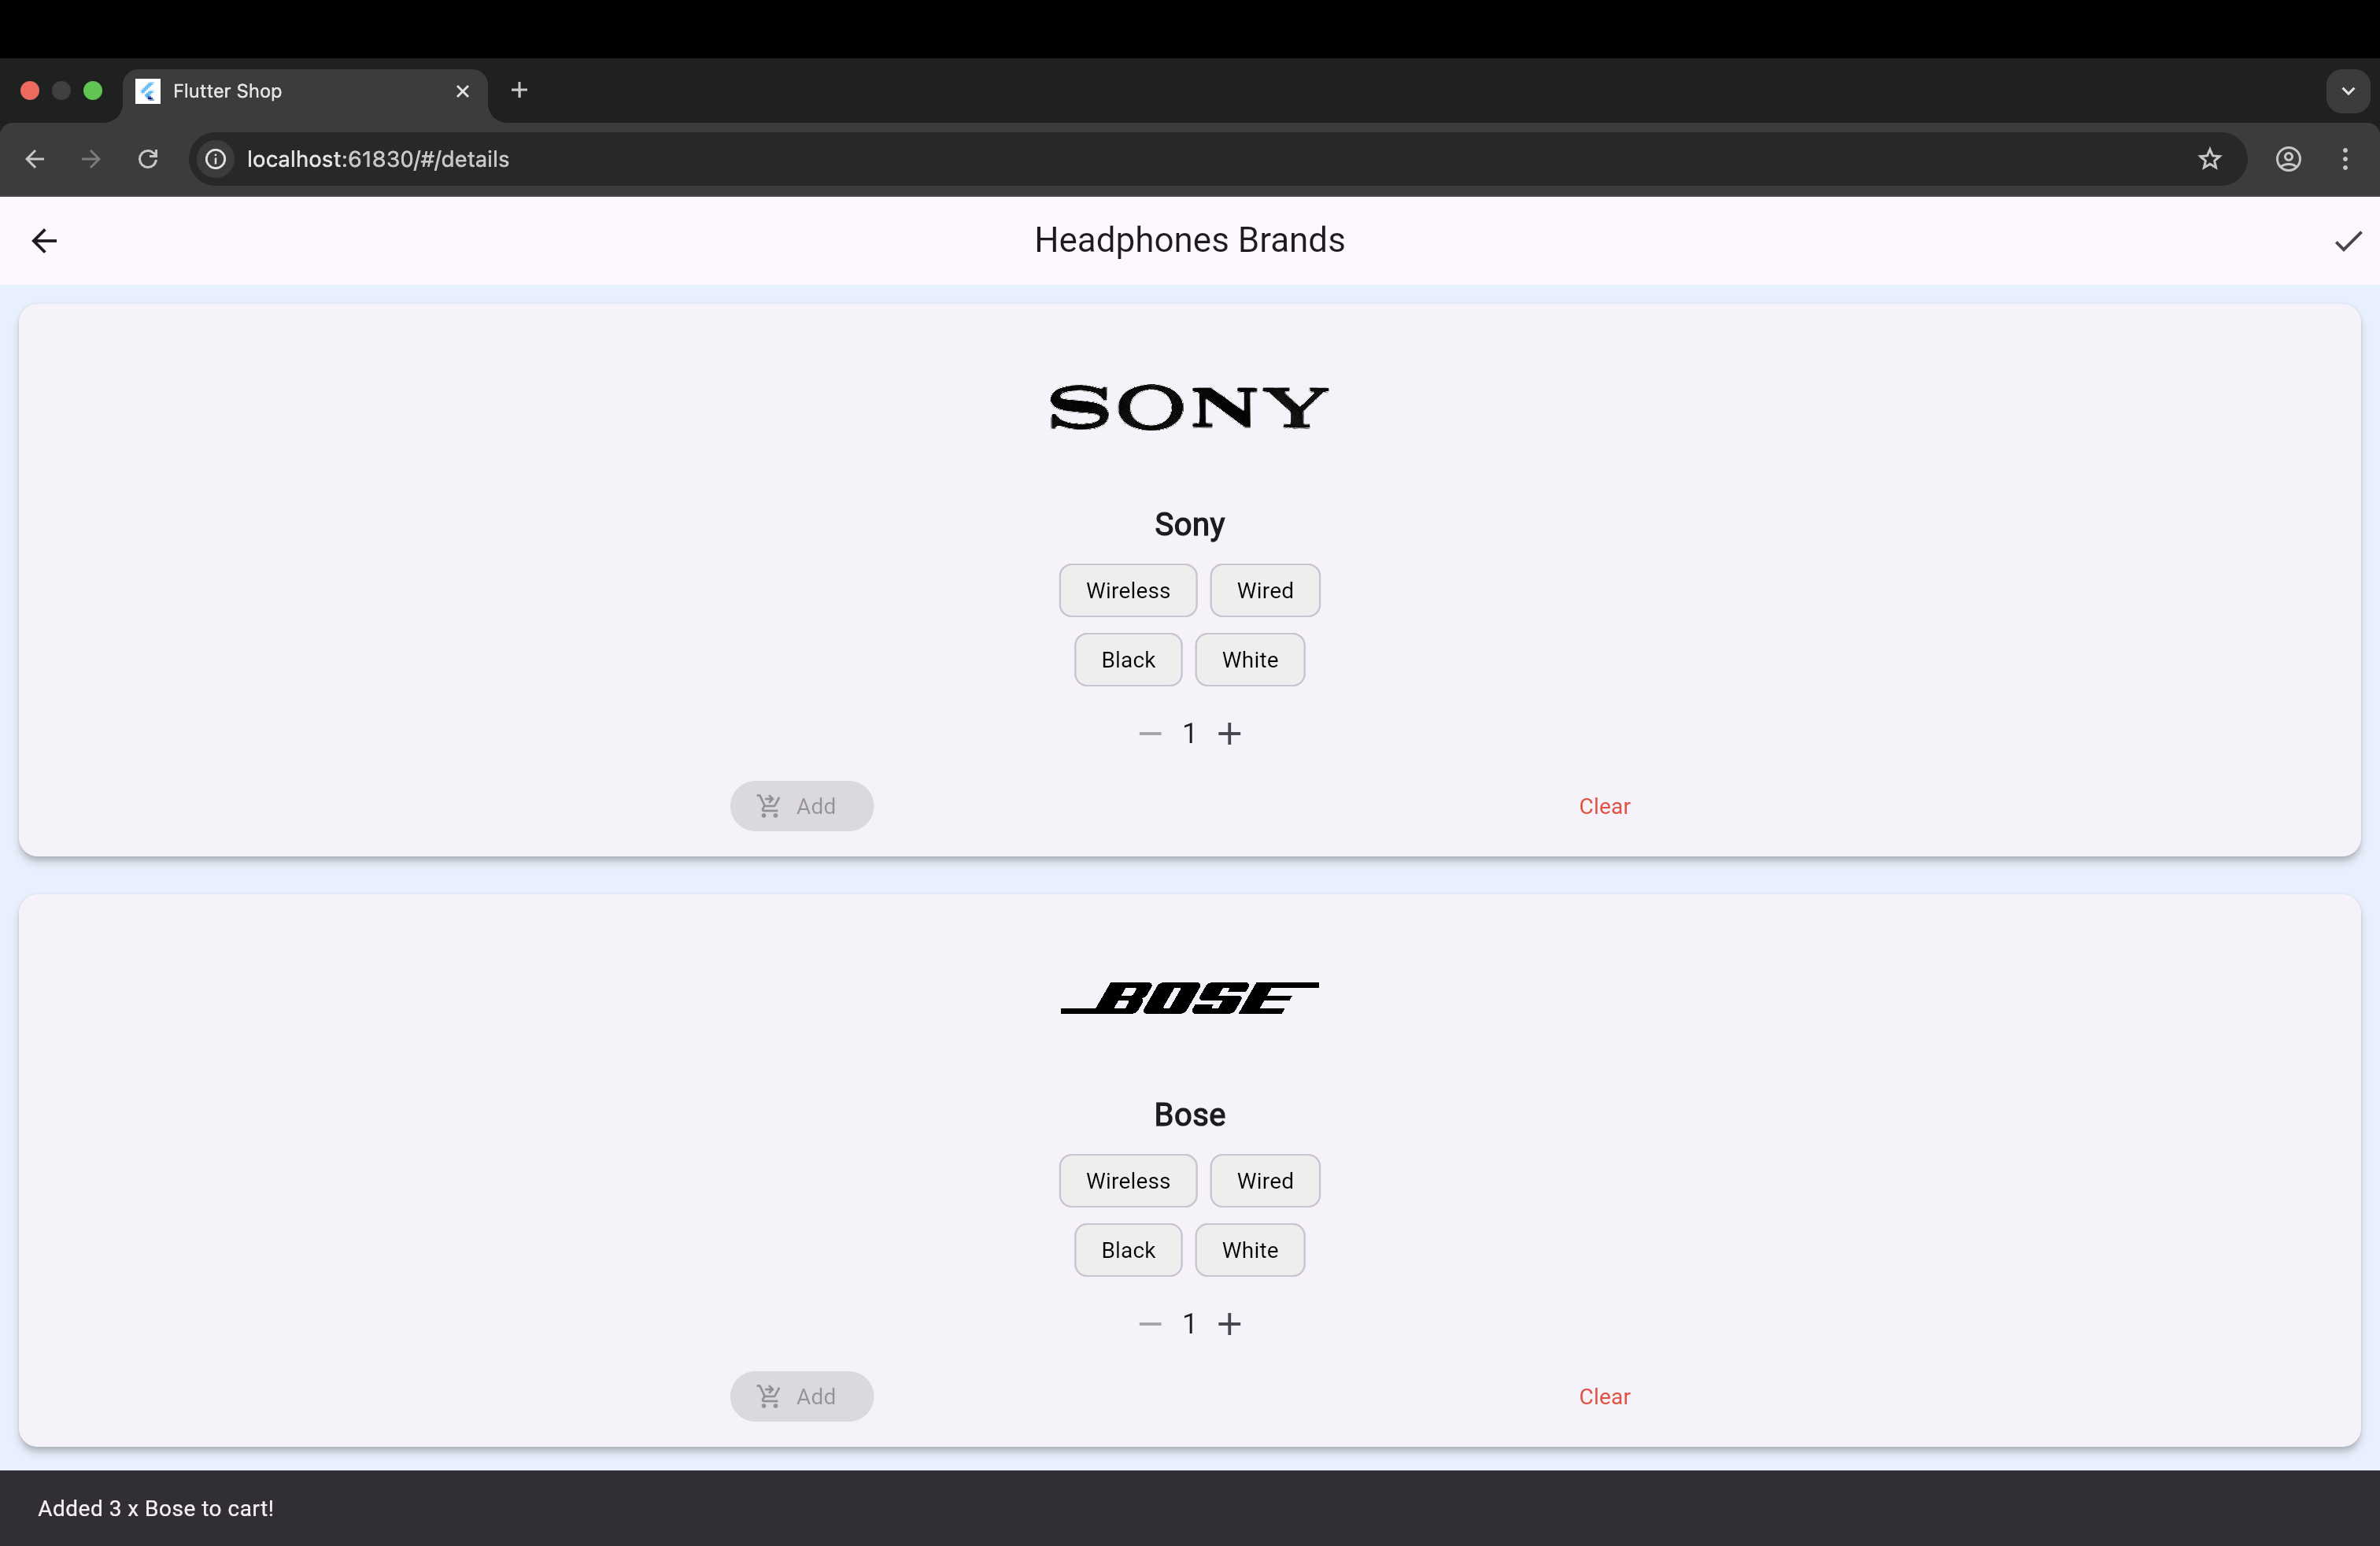 Flutter Shop
localhost:61830/#/details
Headphones Brands
SONY
Sony
Wireless Wired
Black White
1
Add Clear
BOSE
Bose
Wireless Wired
Black White
1
Add Clear
Added 3 x Bose to cart!